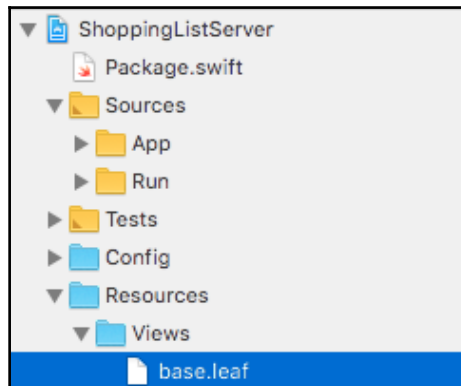 ShoppingListServer
Package.swift
Sources
App
Run
Tests
Config
Resources
Views
base.leaf